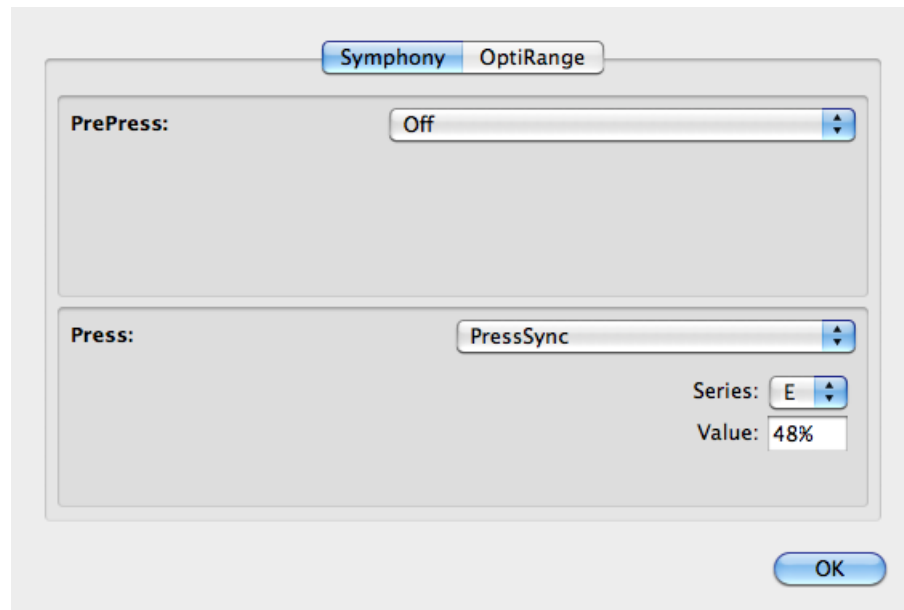 Symphony OptiRange
PrePress: Off
Press: PressSync
Series: E
Value: 48%
OK